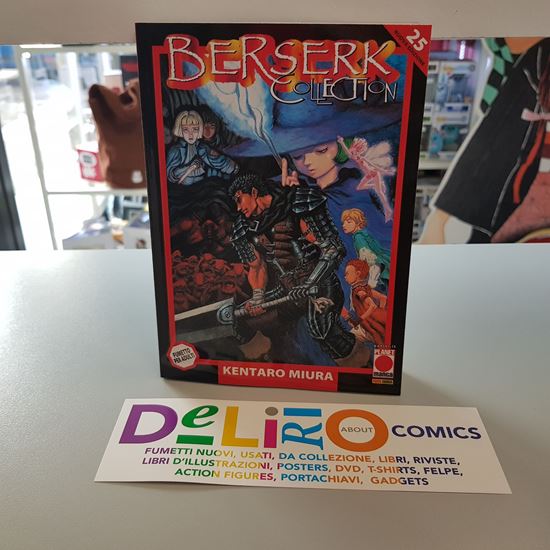 BERSERK
COLLECTION
25
FUMETTO
PER ADULTI
KENTARO MIURA
PLANET
MANGA
DeLiRiO
ABOUT
COMICS
FUMETTI NUOVI, USATI, DA COLLEZIONE, LIBRI, RIVISTE,
LIBRI D'ILLUSTRAZIONI, POSTERS, DVD, T-SHIRTS, FELPE,
ACTION FIGURES, PORTACHIAVI, GADGETS